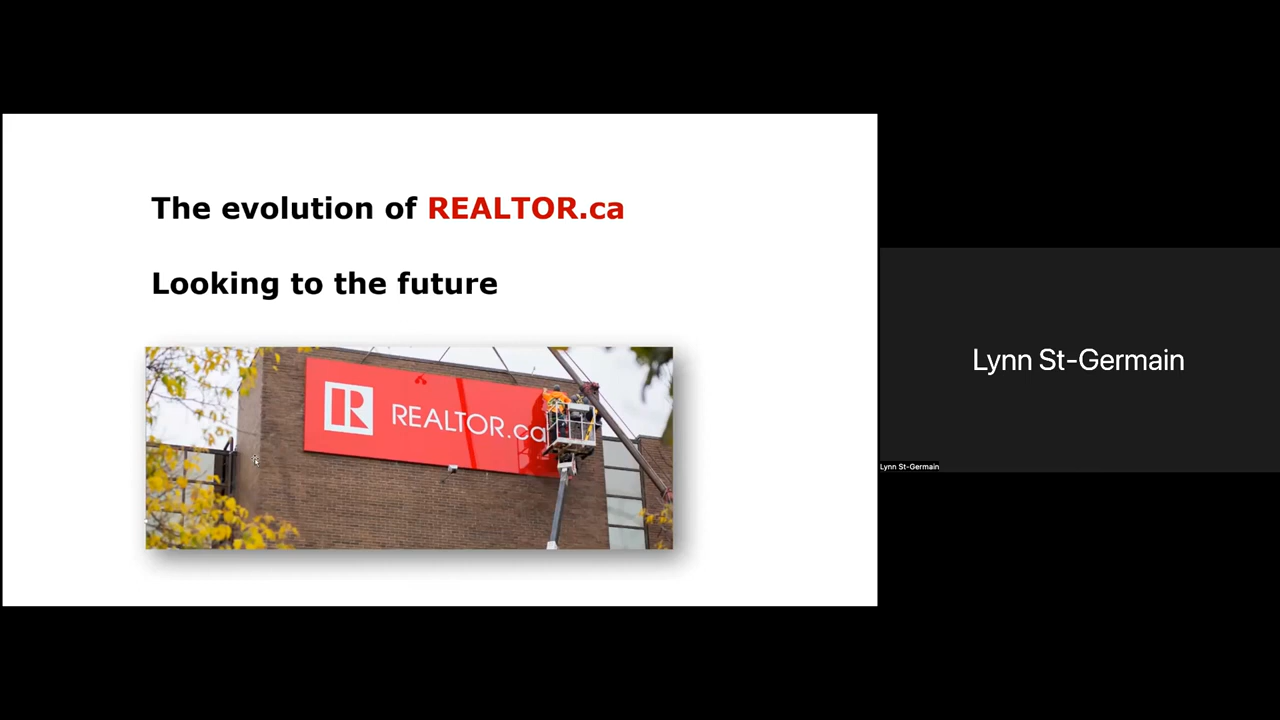 The evolution of REALTOR.ca
Looking to the future
R
REALTOR.ca
Lynn St-Germain
Lynn St-Germain